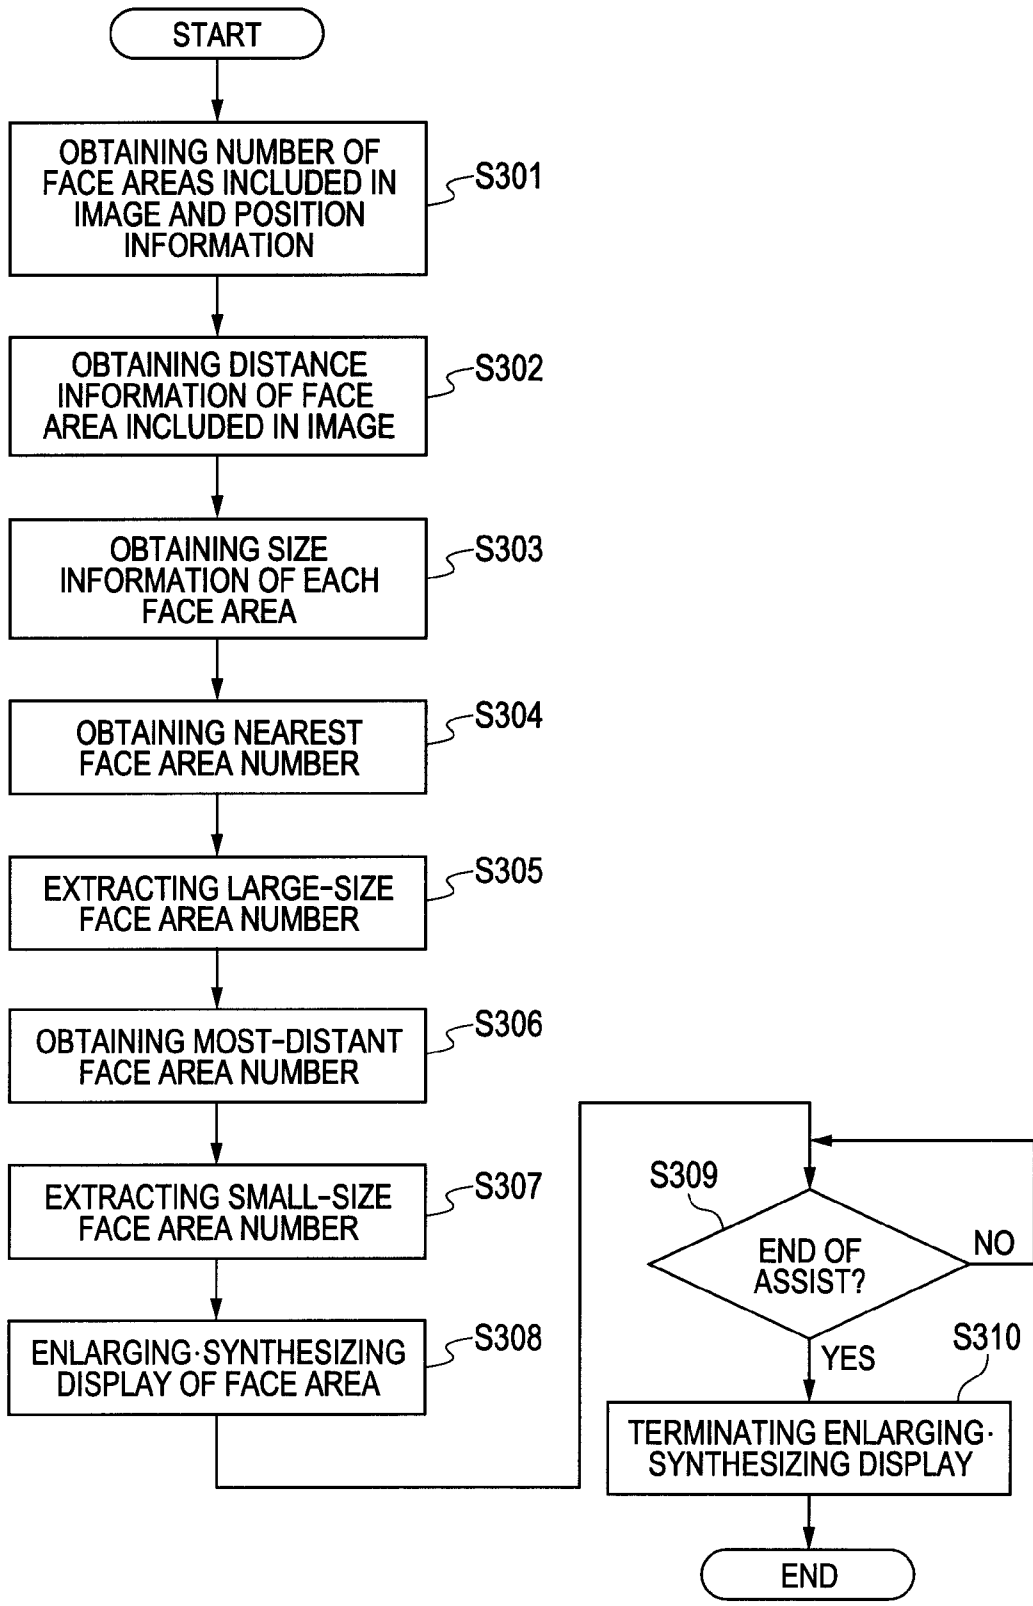 START
OBTAINING NUMBER OF
FACE AREAS INCLUDED IN
IMAGE AND POSITION
INFORMATION
S301
OBTAINING DISTANCE
INFORMATION OF FACE
AREA INCLUDED IN IMAGE
S302
OBTAINING SIZE
INFORMATION OF EACH
FACE AREA
S303
OBTAINING NEAREST
FACE AREA NUMBER
S304
EXTRACTING LARGE-SIZE
FACE AREA NUMBER
S305
OBTAINING MOST-DISTANT
FACE AREA NUMBER
S306
EXTRACTING SMALL-SIZE
FACE AREA NUMBER
S307
ENLARGING·SYNTHESIZING
DISPLAY OF FACE AREA
S308
S309
END OF
ASSIST?
NO
YES
S310
TERMINATING ENLARGING·
SYNTHESIZING DISPLAY
END